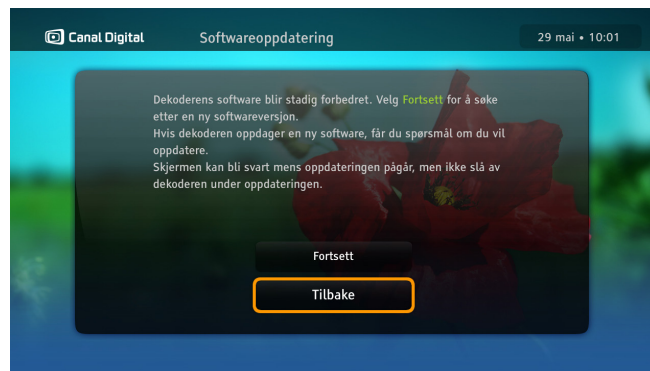 Canal Digital Softwareoppdatering 29 mai • 10:01
Dekoderens software blir stadig forbedret. Velg Fortsett for å søke
etter en ny softwareversjon.
Hvis dekoderen oppdager en ny software, får du spørsmål om du vil
oppdatere.
Skjermen kan bli svart mens oppdateringen pågår, men ikke slå av
dekoderen under oppdateringen.
Fortsett
Tilbake